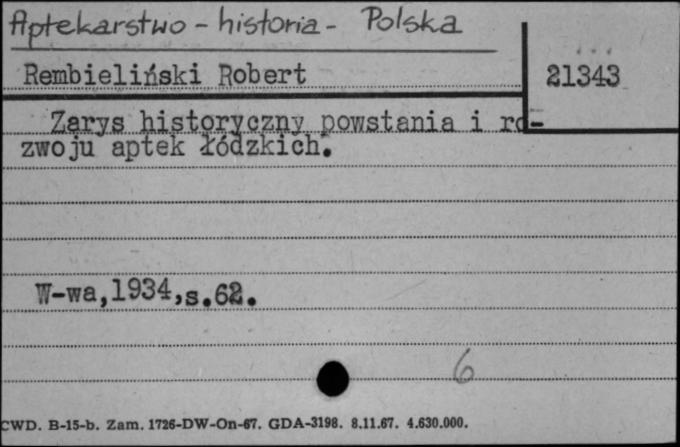 Aptekarstwo - historia - Polska
Rembieliński Robert
21343
Zarys historyczny powstania i ro-
zwoju aptek łódzkich.
W-wa,1934,s.62.
6
CWD. B-15-b. Zam. 1726-DW-On-67. GDA-3198. 8.11.67. 4.630.000.